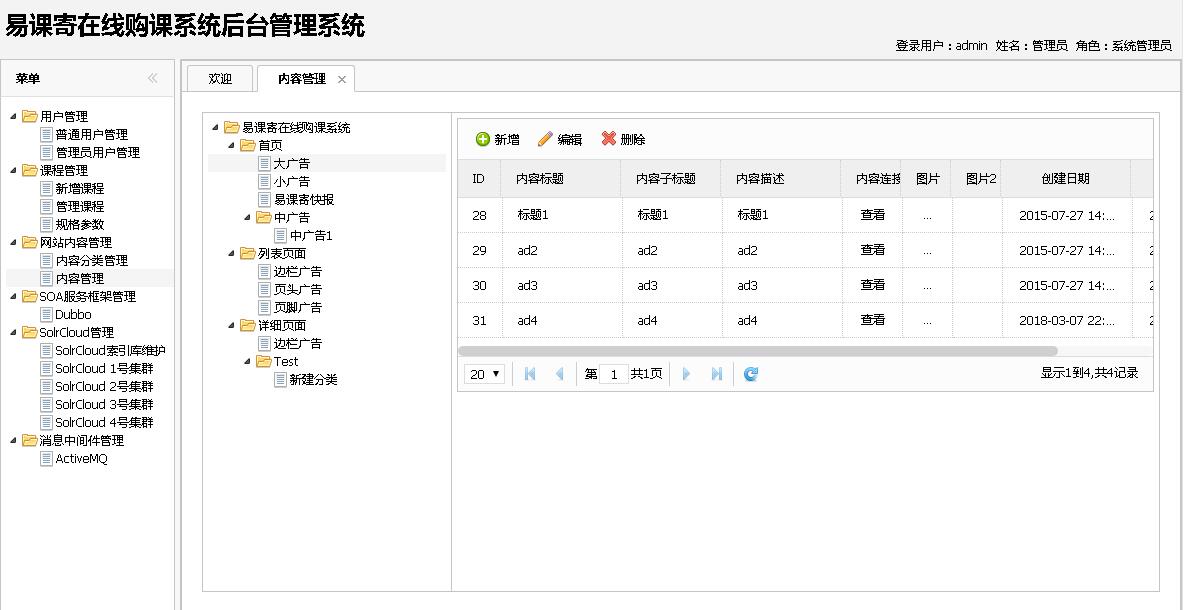 易课寄在线购课系统后台管理系统
登录用户：admin 姓名：管理员 角色：系统管理员
菜单
用户管理
普通用户管理
管理员用户管理
课程管理
新增课程
管理课程
规格参数
网站内容管理
内容分类管理
内容管理
SOA服务框架管理
Dubbo
SolrCloud管理
SolrCloud索引库维护
SolrCloud 1号集群
SolrCloud 2号集群
SolrCloud 3号集群
SolrCloud 4号集群
消息中间件管理
ActiveMQ
欢迎 内容管理
易课寄在线购课系统
首页
大广告
小广告
易课寄快报
中广告
中广告1
列表页面
边栏广告
页头广告
页脚广告
详细页面
边栏广告
Test
新建分类
新增 编辑 删除
ID 内容标题 内容子标题 内容描述 内容连接 图片 图片2 创建日期
28 标题1 标题1 标题1 查看 ... 2015-07-27 14:... 2
29 ad2 ad2 ad2 查看 ... 2015-07-27 14:... 2
30 ad3 ad3 ad3 查看 ... 2015-07-27 14:... 2
31 ad4 ad4 ad4 查看 ... 2018-03-07 22:... 2
20 第 1 共1页 显示1到4,共4记录